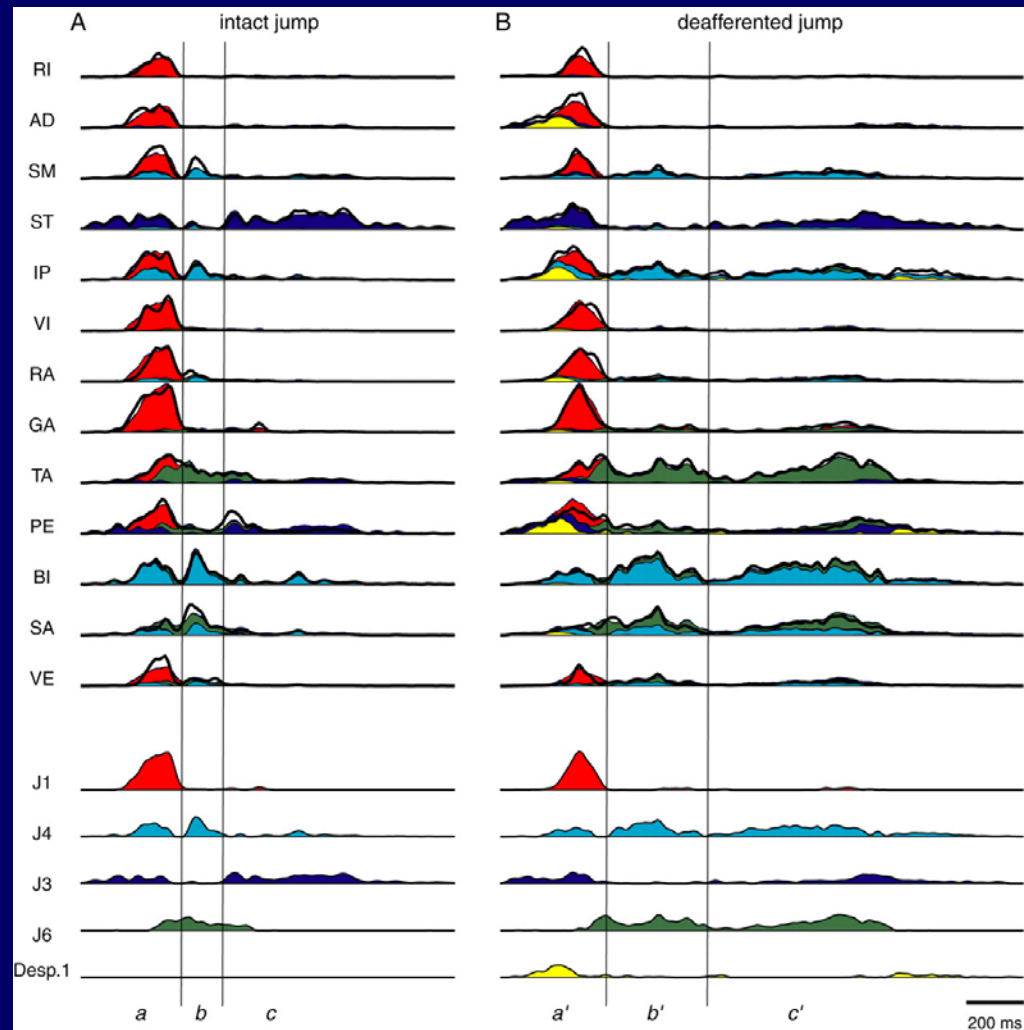 A intact jump
B deafferented jump
RI
AD
SM
ST
IP
VI
RA
GA
TA
PE
BI
SA
VE
J1
J4
J3
J6
Desp.1
a b c
a' b' c'
200 ms